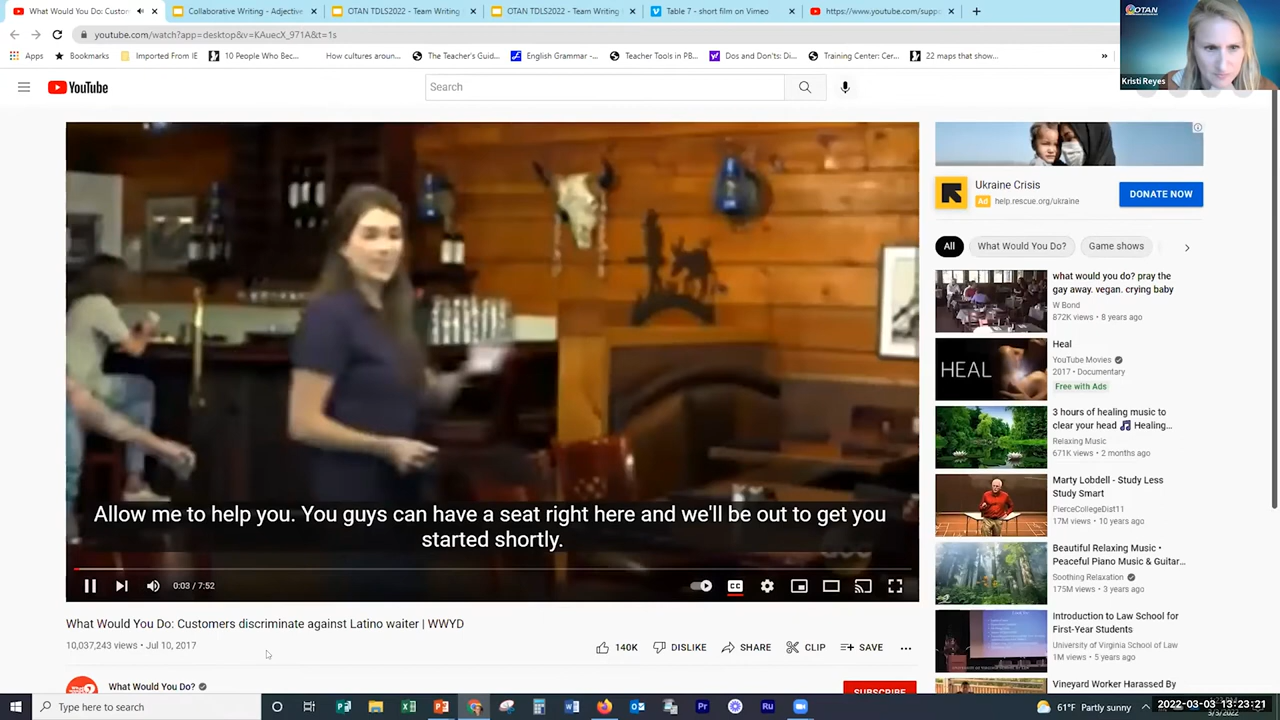 What Would You Do: Custom
Collaborative Writing - Adjective
OTAN TDLS2022 - Team Writing
OTAN TDLS2022 - Team Writing
Table 7 - short film on Vimeo
https://www.youtube.com/supp
OTAN
youtube.com/watch?app=desktop&v=KAuecX_971A&t=1s
Apps
Bookmarks
Imported From IE
10 People Who Bec...
How cultures aroun...
The Teacher's Guid...
English Grammar -...
Teacher Tools in PB...
Dos and Don'ts: Di...
Training Center: Cer...
22 maps that show...
»
Kristi Reyes
YouTube
Search
Allow me to help you. You guys can have a seat right here and we'll be out to get you
started shortly.
0:03 / 7:52
CC
What Would You Do: Customers discriminate against Latino waiter | WWYD
10,037,243 views • Jul 10, 2017
140K
DISLIKE
SHARE
CLIP
SAVE
What Would You Do?
SUBSCRIBE
Ukraine Crisis
Ad
help.rescue.org/ukraine
DONATE NOW
All
What Would You Do?
Game shows
what would you do? pray the
gay away. vegan. crying baby
W Bond
872K views • 8 years ago
HEAL
Heal
YouTube Movies
2017 • Documentary
Free with Ads
3 hours of healing music to
clear your head 🎵 Healing...
Relaxing Music
671K views • 2 months ago
Marty Lobdell - Study Less
Study Smart
PierceCollegeDist11
17M views • 10 years ago
Beautiful Relaxing Music •
Peaceful Piano Music & Guitar...
Soothing Relaxation
175M views • 3 years ago
Introduction to Law School for
First-Year Students
University of Virginia School of Law
1M views • 5 years ago
Vineyard Worker Harassed By
Type here to search
61°F Partly sunny
2022-03-03 13:23:21
3/3/2022